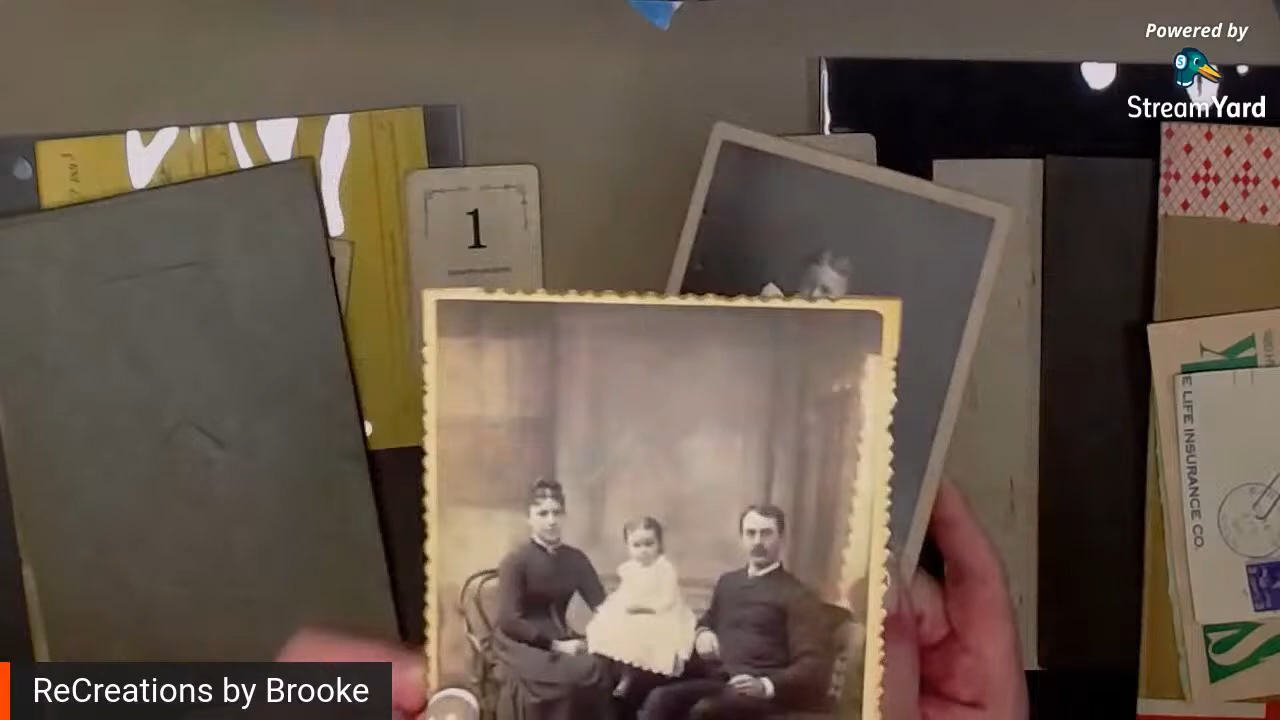 Powered by
StreamYard
1
K
E LIFE INSURANCE CO.
S
ReCreations by Brooke